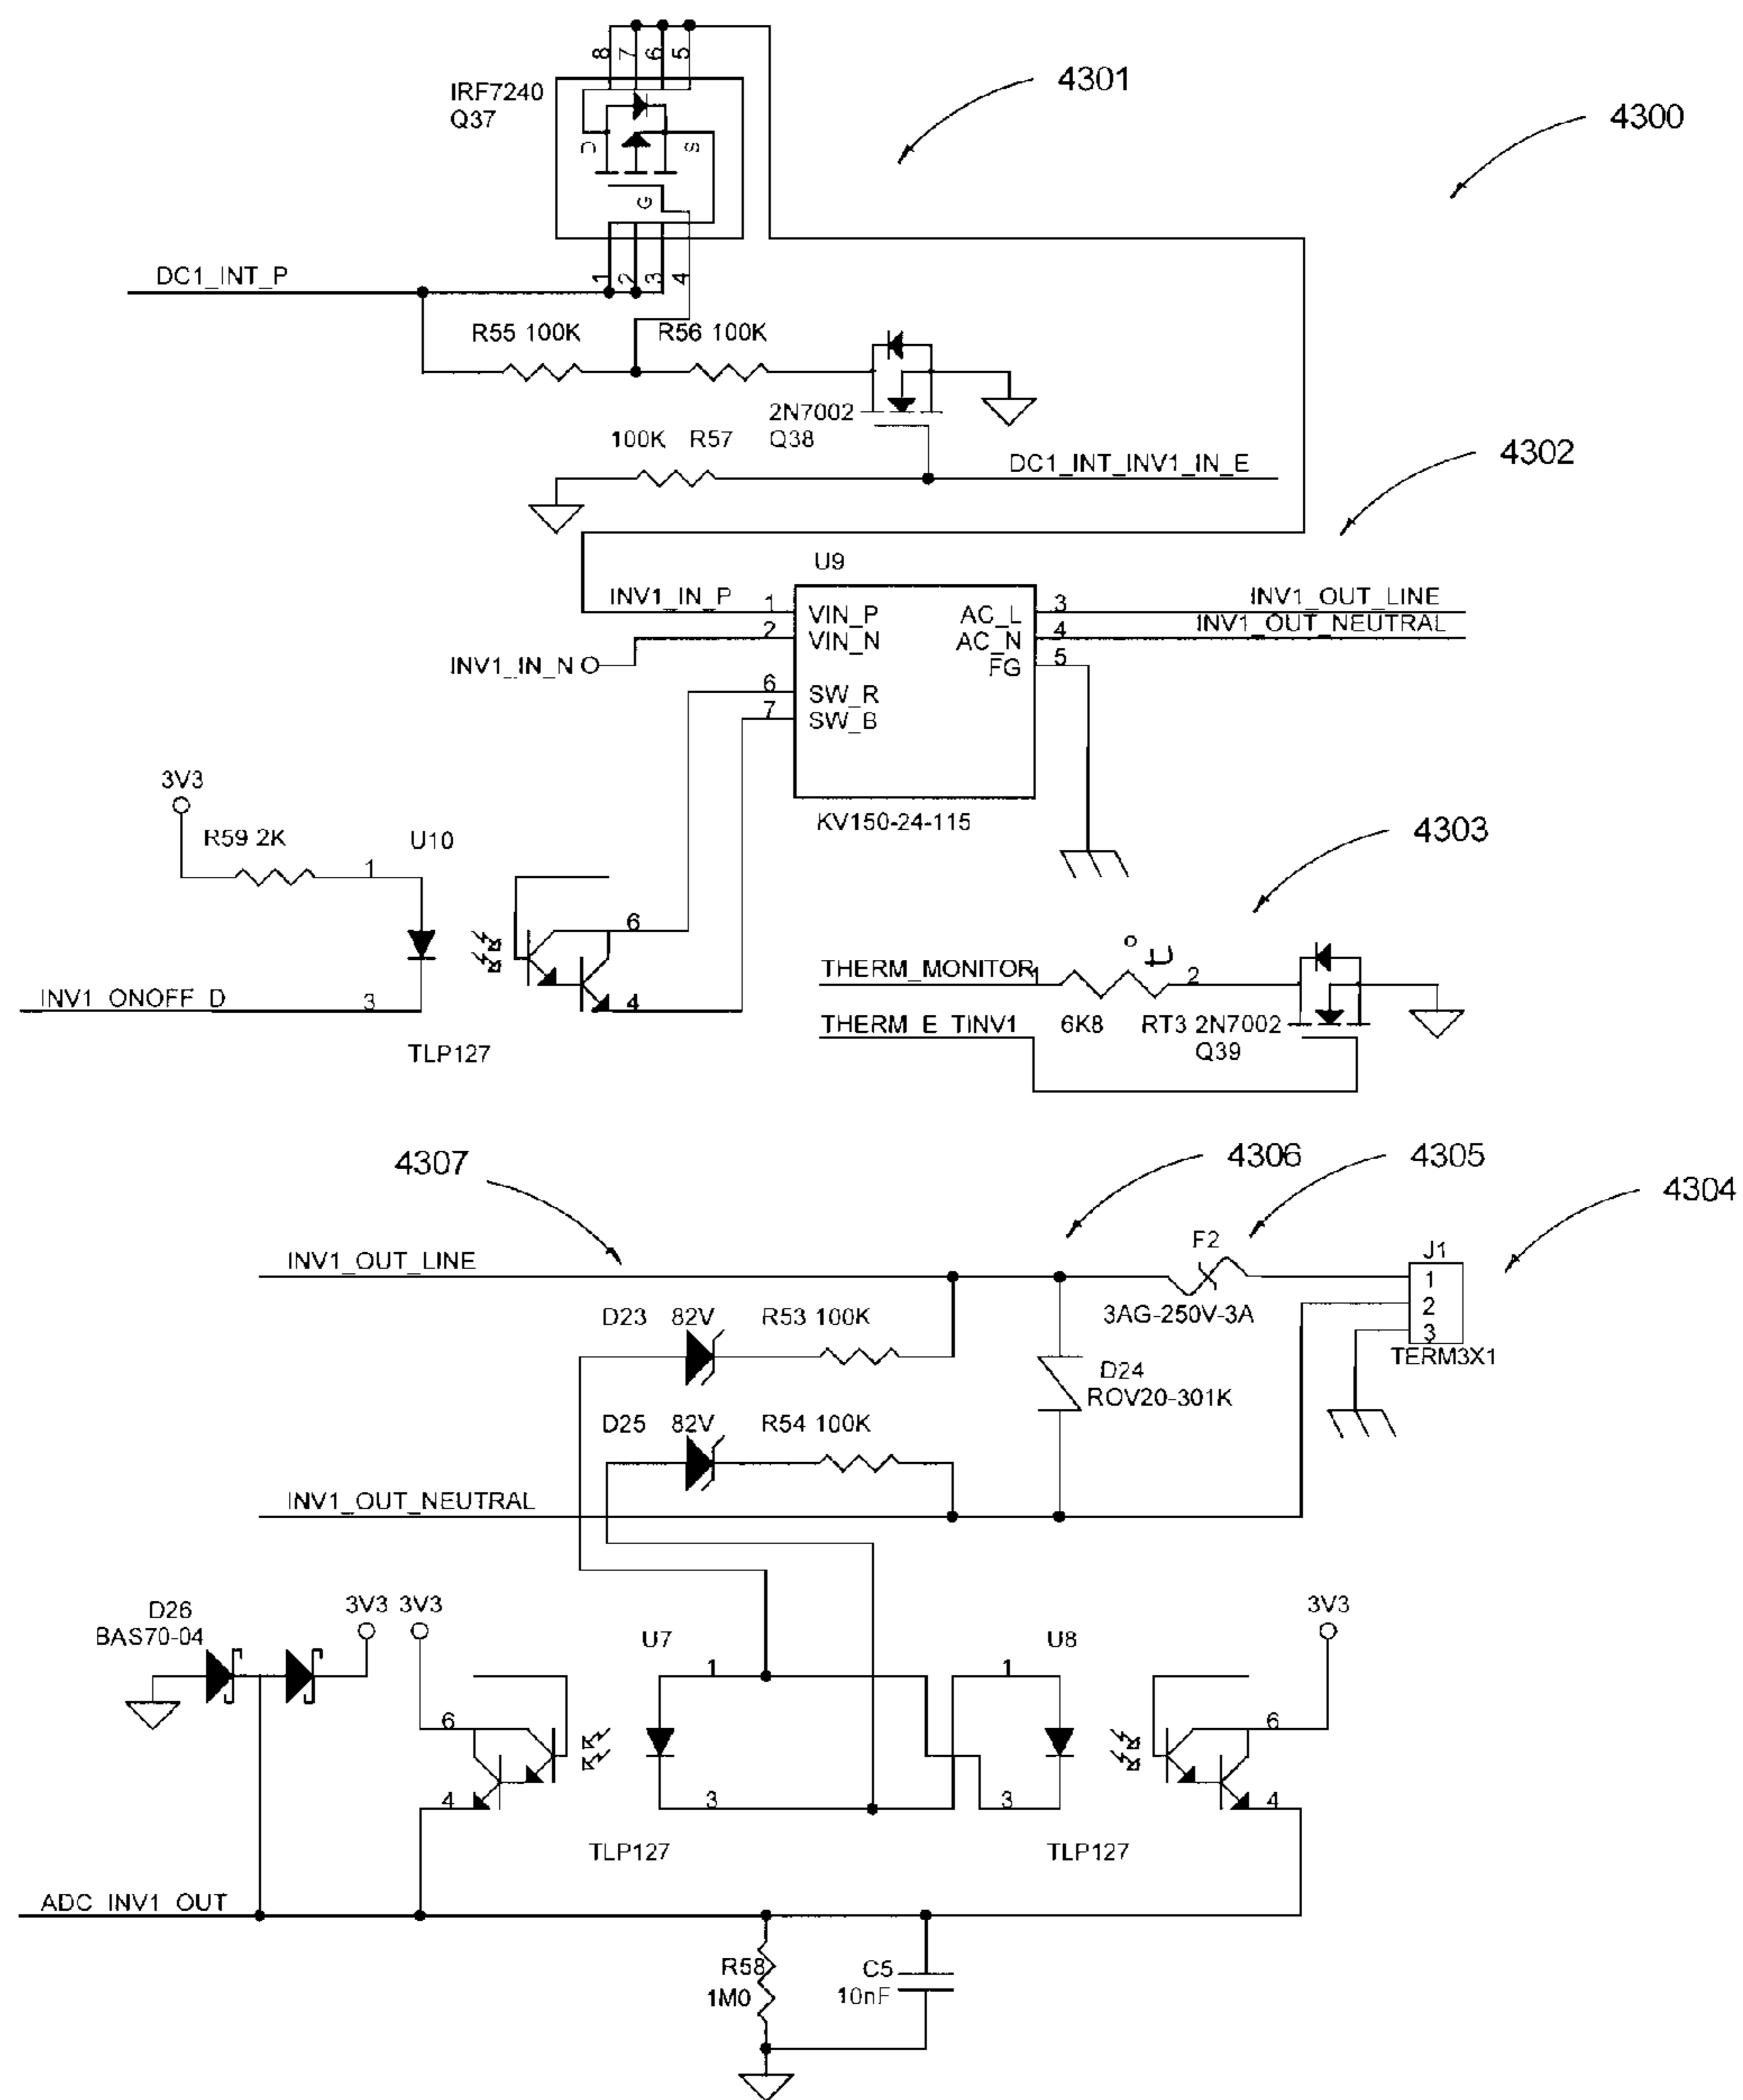 8 7 6 5
IRF7240
Q37
D S
G
1 2 3 4
4301
4300
DC1_INT_P
R55 100K
R56 100K
2N7002
Q38
100K R57
DC1_INT_INV1_IN_E
4302
U9
INV1_IN_P
1 VIN_P
2 VIN_N
INV1_IN_N
6 SW_R
7 SW_B
AC_L 3
AC_N 4
FG 5
INV1_OUT_LINE
INV1_OUT_NEUTRAL
KV150-24-115
3V3
R59 2K
1
U10
6
4
INV1_ONOFF_D
3
TLP127
4303
THERM_MONITOR
1
°t
2
THERM_E_TINV1
6K8
RT3 2N7002
Q39
4307
4306
4305
4304
INV1_OUT_LINE
F2
3AG-250V-3A
J1
1
2
3
TERM3X1
D23 82V R53 100K
D24
ROV20-301K
D25 82V R54 100K
INV1_OUT_NEUTRAL
D26
BAS70-04
3V3 3V3
U7
U8
3V3
6
1
1
6
4
3
3
4
TLP127
TLP127
ADC_INV1_OUT
R58
1M0
C5
10nF